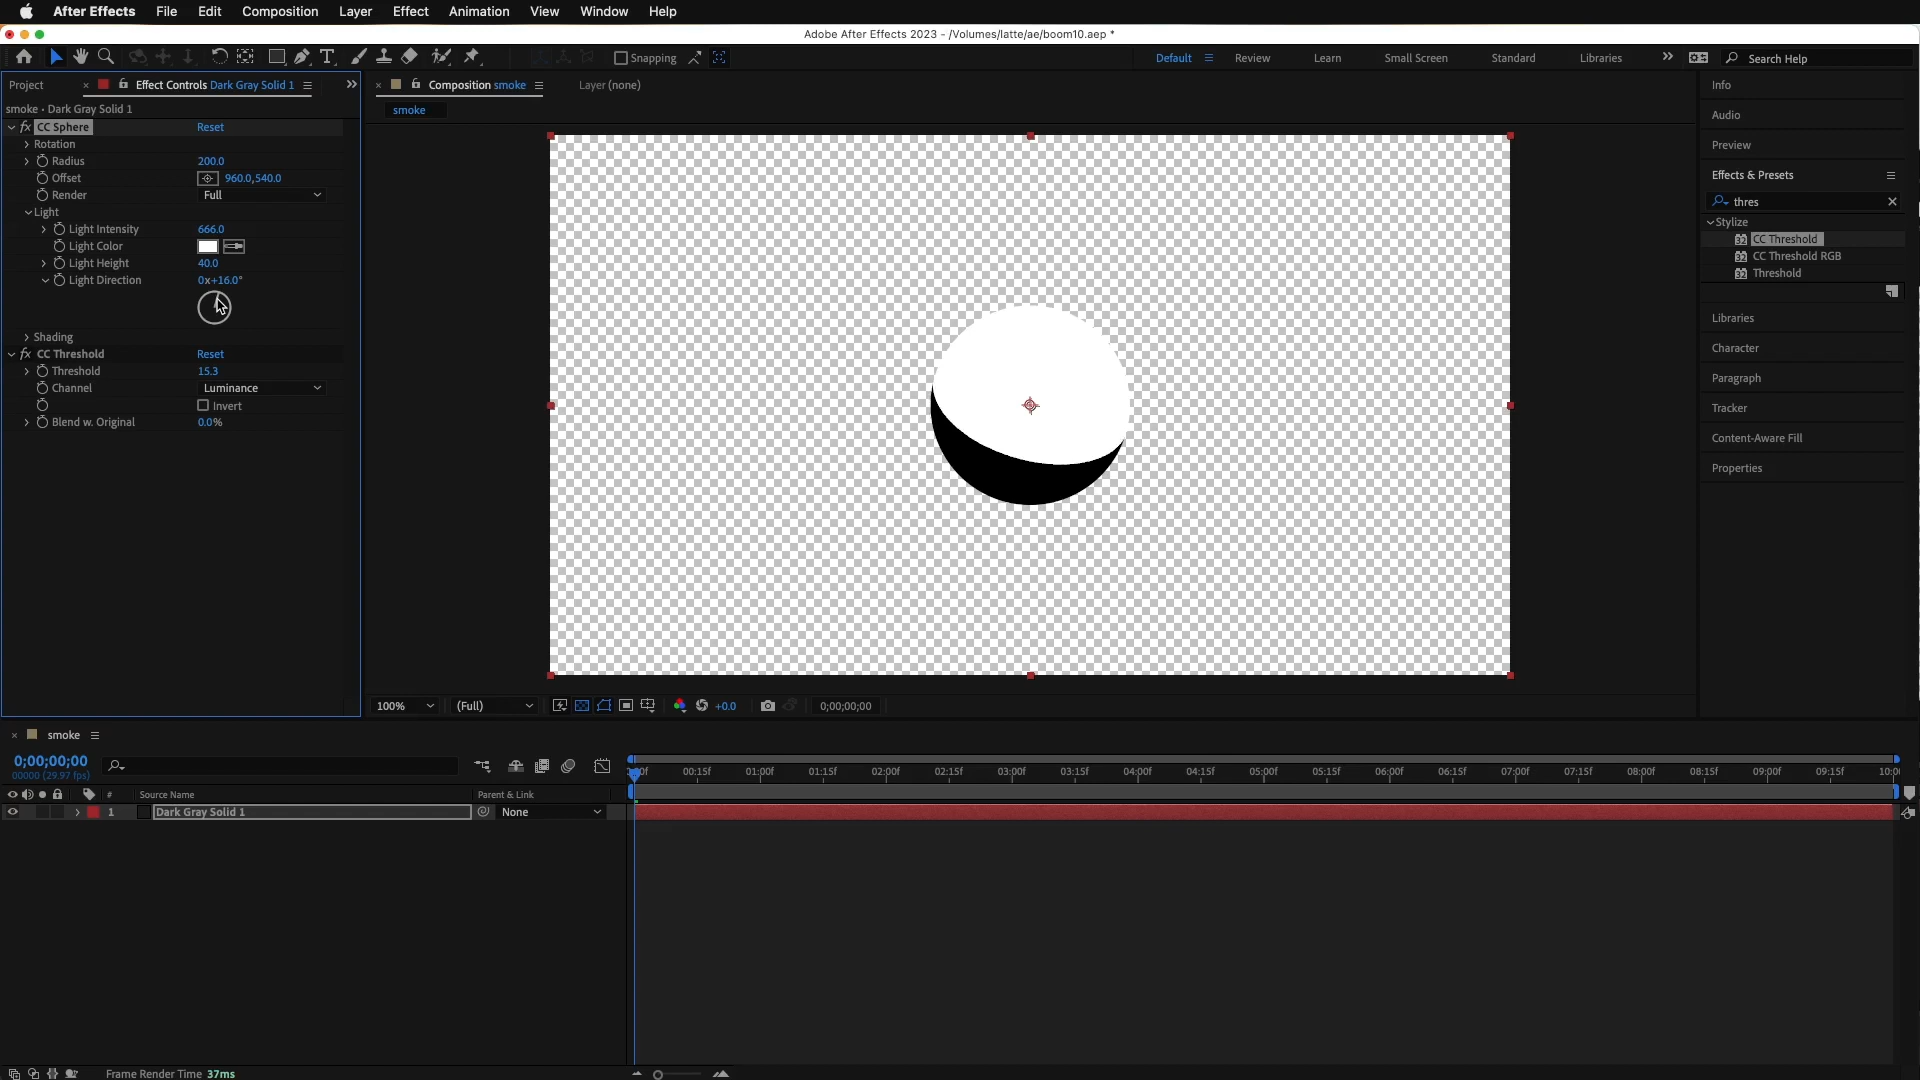 After Effects File Edit Composition Layer Effect Animation View Window Help
Adobe After Effects 2023 - /Volumes/latte/ae/boom10.aep *
Snapping Default Review Learn Small Screen Standard Libraries Search Help
Project Effect Controls Dark Gray Solid 1
smoke • Dark Gray Solid 1
fx CC Sphere Reset
Rotation
Radius 200.0
Offset 960.0,540.0
Render Full
Light
Light Intensity 666.0
Light Color
Light Height 40.0
Light Direction 0x+16.0°
Shading
fx CC Threshold Reset
Threshold 15.3
Channel Luminance
Invert
Blend w. Original 0.0%
Composition smoke Layer (none)
smoke
100% (Full) +0.0 0;00;00;00
Info
Audio
Preview
Effects & Presets
thres
Stylize
32 CC Threshold
32 CC Threshold RGB
32 Threshold
Libraries
Character
Paragraph
Tracker
Content-Aware Fill
Properties
smoke
0;00;00;00
00000 (29.97 fps)
00:15f 01:00f 01:15f 02:00f 02:15f 03:00f 03:15f 04:00f 04:15f 05:00f 05:15f 06:00f 06:15f 07:00f 07:15f 08:00f 08:15f 09:00f 09:15f
# Source Name Parent & Link
1 Dark Gray Solid 1 None
Frame Render Time 37ms